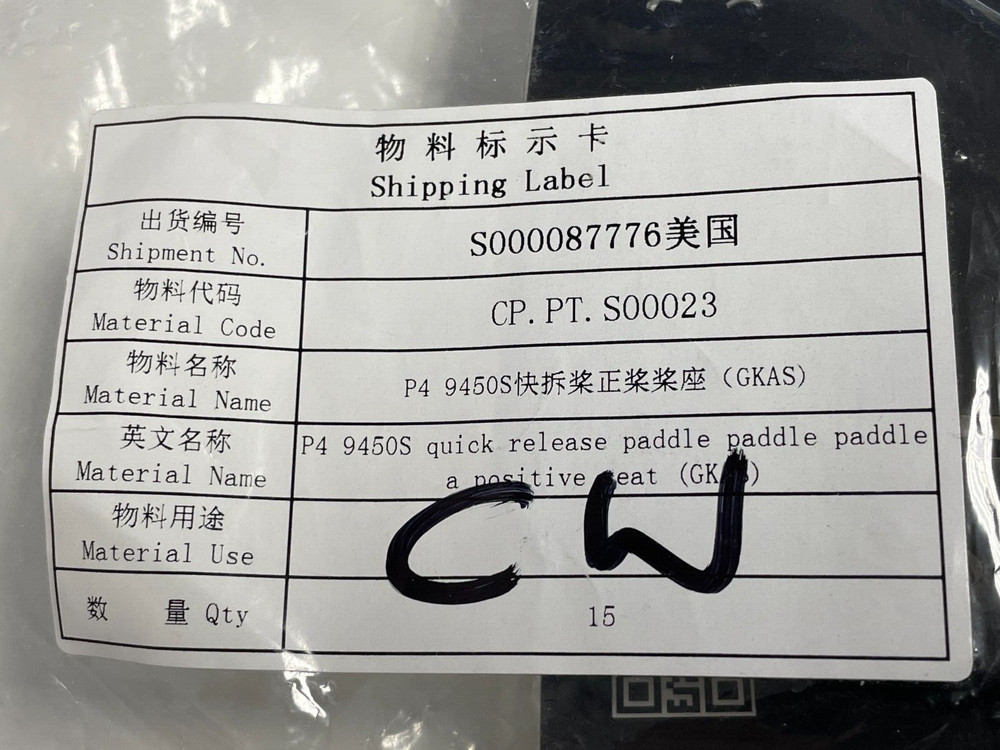 物料标示卡
Shipping Label
出货编号
Shipment No.
S000087776美国
物料代码
Material Code
CP.PT.S00023
物料名称
Material Name
P4 9450S快拆桨正桨桨座（GKAS）
英文名称
Material Name
P4 9450S quick release paddle paddle paddle
a positive seat (GKAS)
物料用途
Material Use
CW
数 量 Qty
15